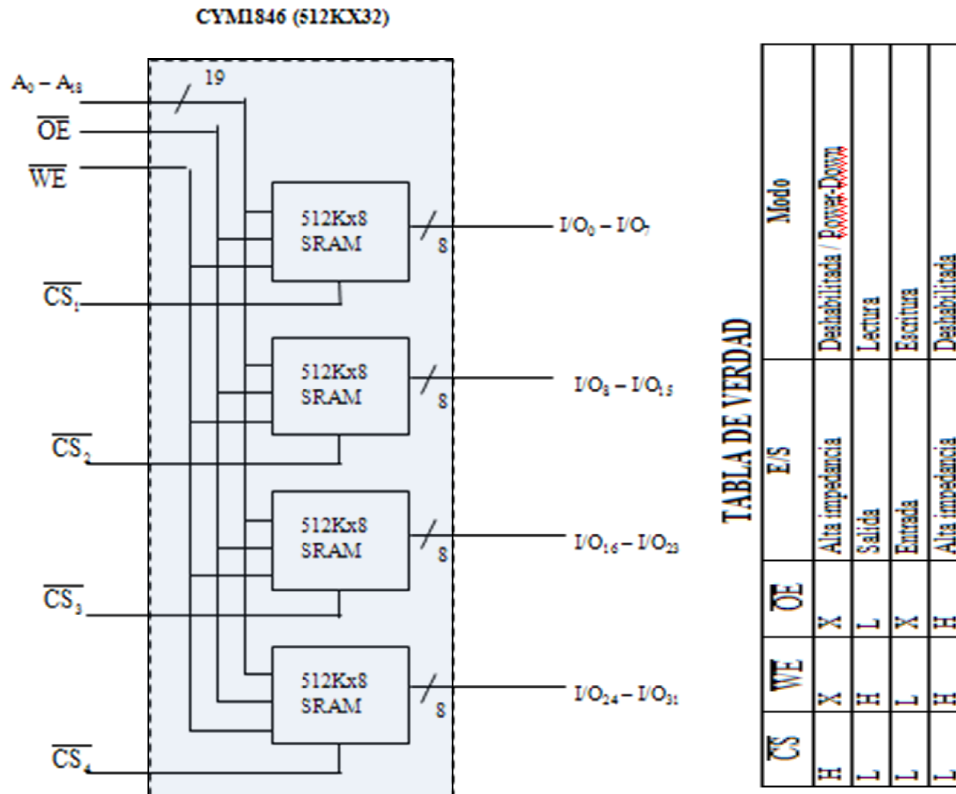 CYM1846 (512KX32)
A₀ – A₁₈
19
OE
WE
512Kx8
SRAM
8
I/O₀ – I/O₇
CS₁
512Kx8
SRAM
8
I/O₈ – I/O₁₅
CS₂
512Kx8
SRAM
8
I/O₁₆ – I/O₂₃
CS₃
512Kx8
SRAM
8
I/O₂₄ – I/O₃₁
CS₄
TABLA DE VERDAD
CS WE OE E/S Modo
H X X Alta impedancia Deshabilitada / Power-Down
L H L Salida Lectura
L L X Entrada Escritura
L H H Alta impedancia Deshabilitada